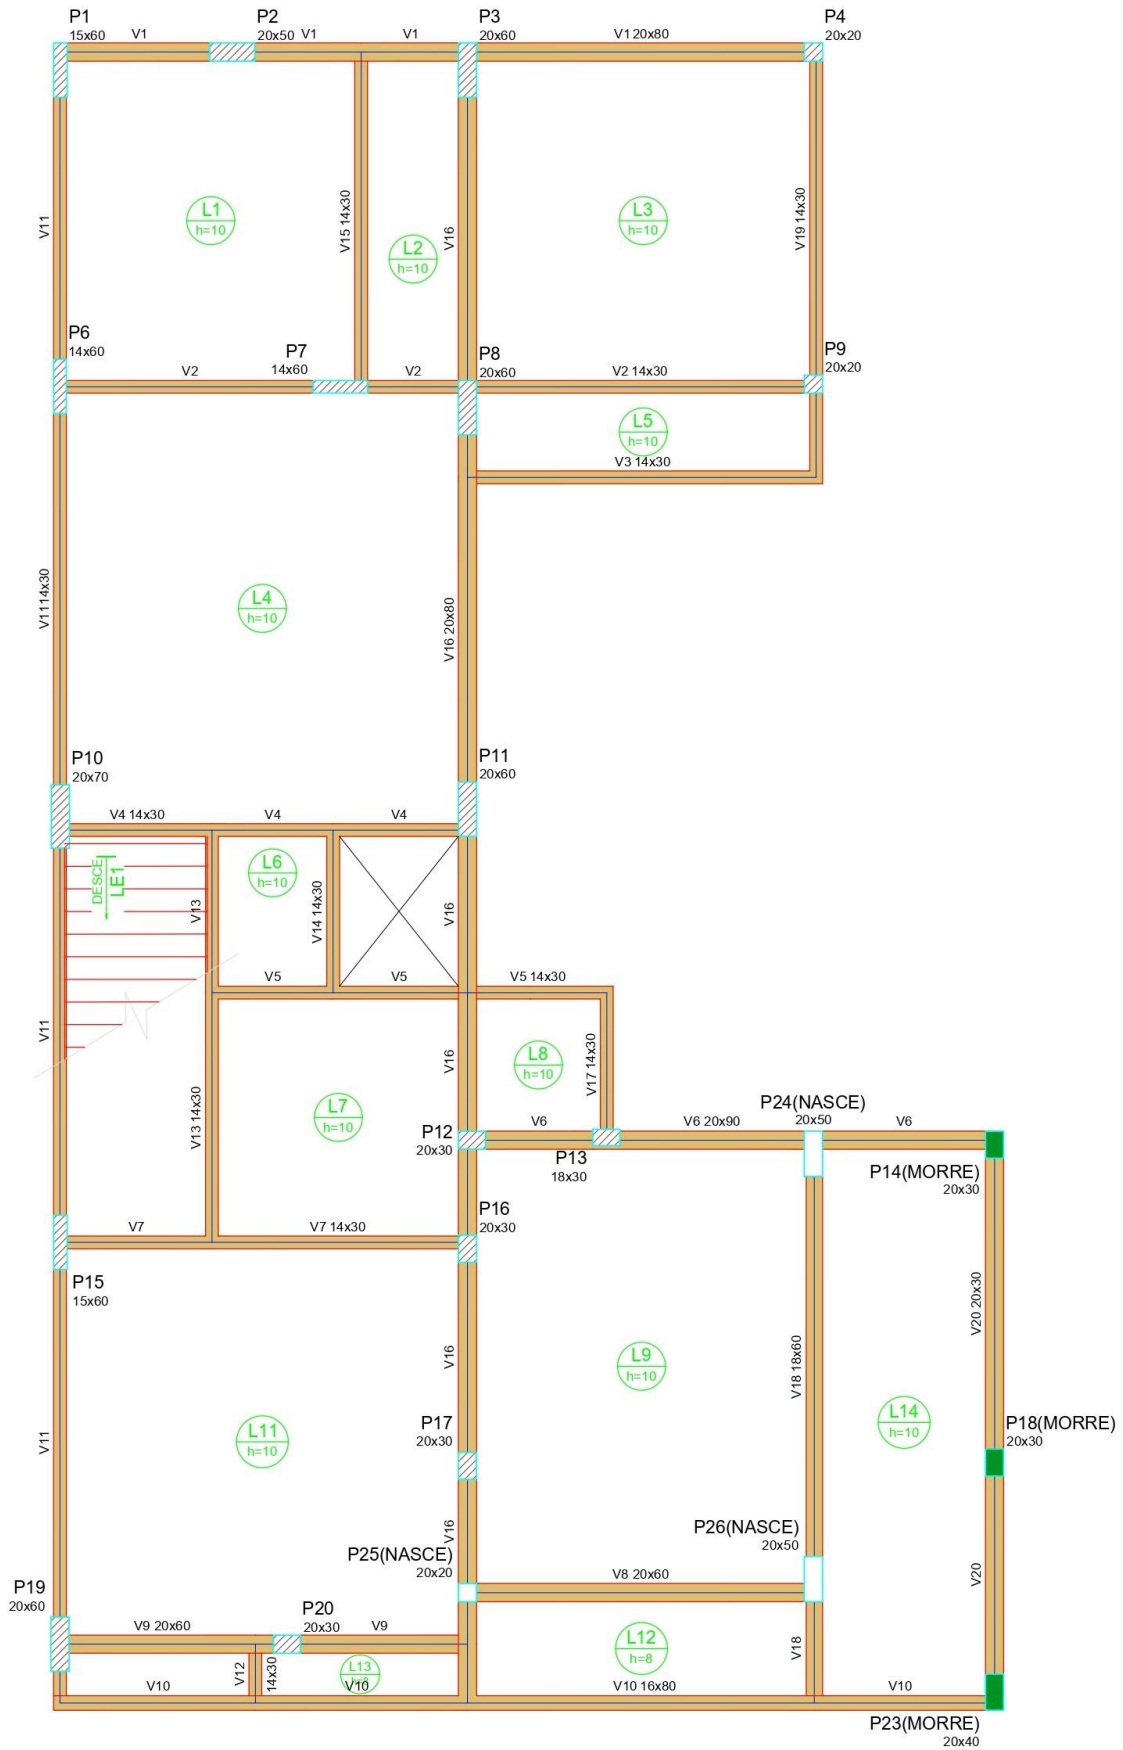 P1
15x60
V1
P2
20x50
V1
V1
P3
20x60
V1 20x80
P4
20x20
V11
L1
h=10
V15 14x30
L2
h=10
V16
L3
h=10
V19 14x30
P6
14x60
V2
P7
14x60
V2
P8
20x60
V2 14x30
P9
20x20
L5
h=10
V3 14x30
V11 14x30
L4
h=10
V16 20x80
P10
20x70
P11
20x60
V4 14x30
V4
V4
DESCE
LE1
V13
L6
h=10
V14 14x30
V16
V5
V5
V5 14x30
V11
V13 14x30
L7
h=10
V16
L8
h=10
V17 14x30
P12
20x30
V6
P13
18x30
V6 20x90
P24(NASCE)
20x50
V6
P14(MORRE)
20x30
V7
V7 14x30
P16
20x30
P15
15x60
V20 20x30
V16
L9
h=10
V18 18x60
V11
L11
h=10
P17
20x30
L14
h=10
P18(MORRE)
20x30
V16
P25(NASCE)
20x20
P26(NASCE)
20x50
V8 20x60
V20
P19
20x60
V9 20x60
P20
20x30
V9
L12
h=8
V18
V12
14x30
L13
V10
V10
V10 16x80
V10
P23(MORRE)
20x40